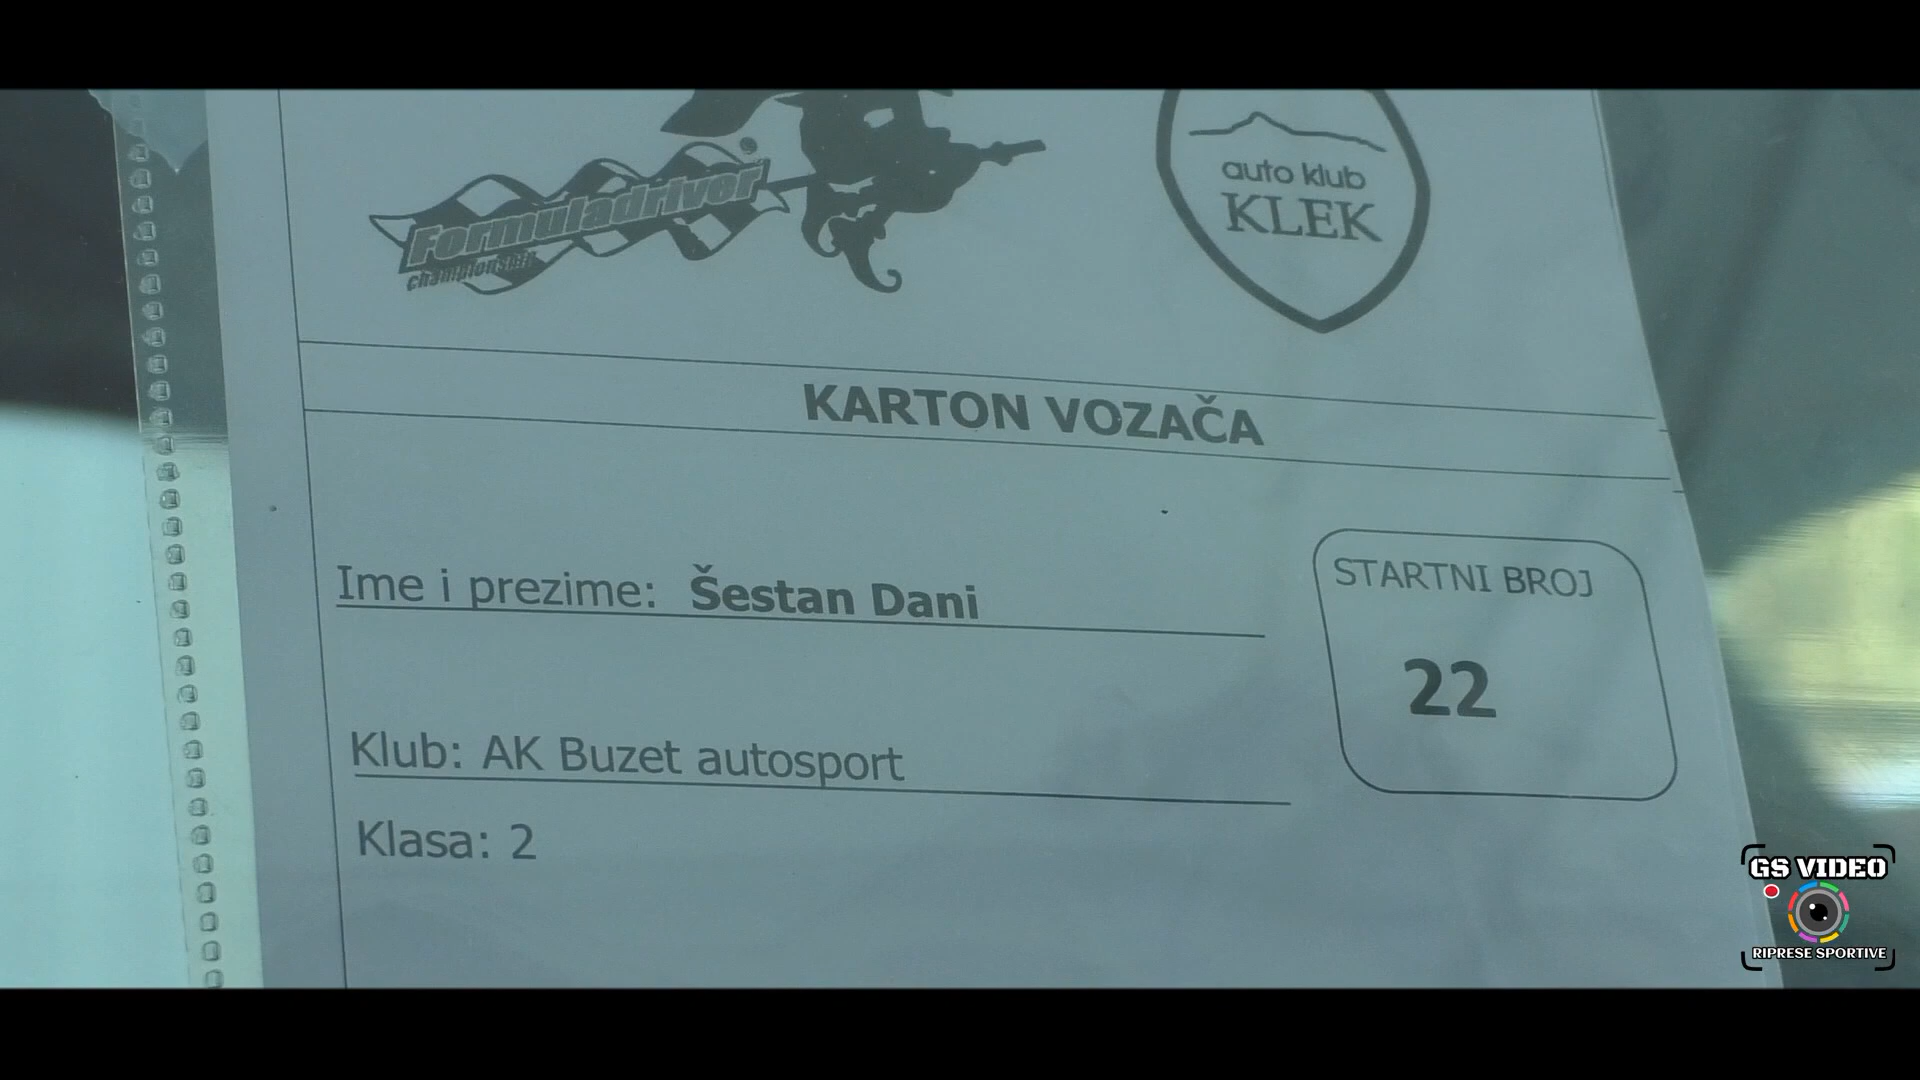 Formuladriver
championship
auto klub
KLEK
KARTON VOZAČA
Ime i prezime: Šestan Dani
STARTNI BROJ
22
Klub: AK Buzet autosport
Klasa: 2
GS VIDEO
RIPRESE SPORTIVE